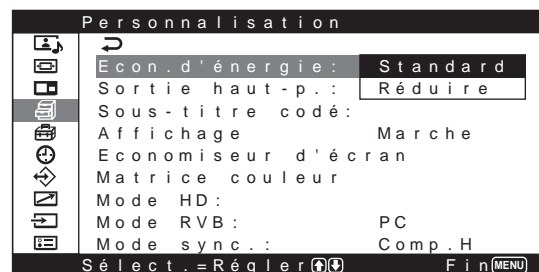 Personnalisation
Econ.d'énergie: Standard
Sortie haut-p.: Réduire
Sous-titre codé:
Affichage Marche
Economiseur d'écran
Matrice couleur
Mode HD:
Mode RVB: PC
Mode sync.: Comp.H
Sélect.=Régler Fin MENU